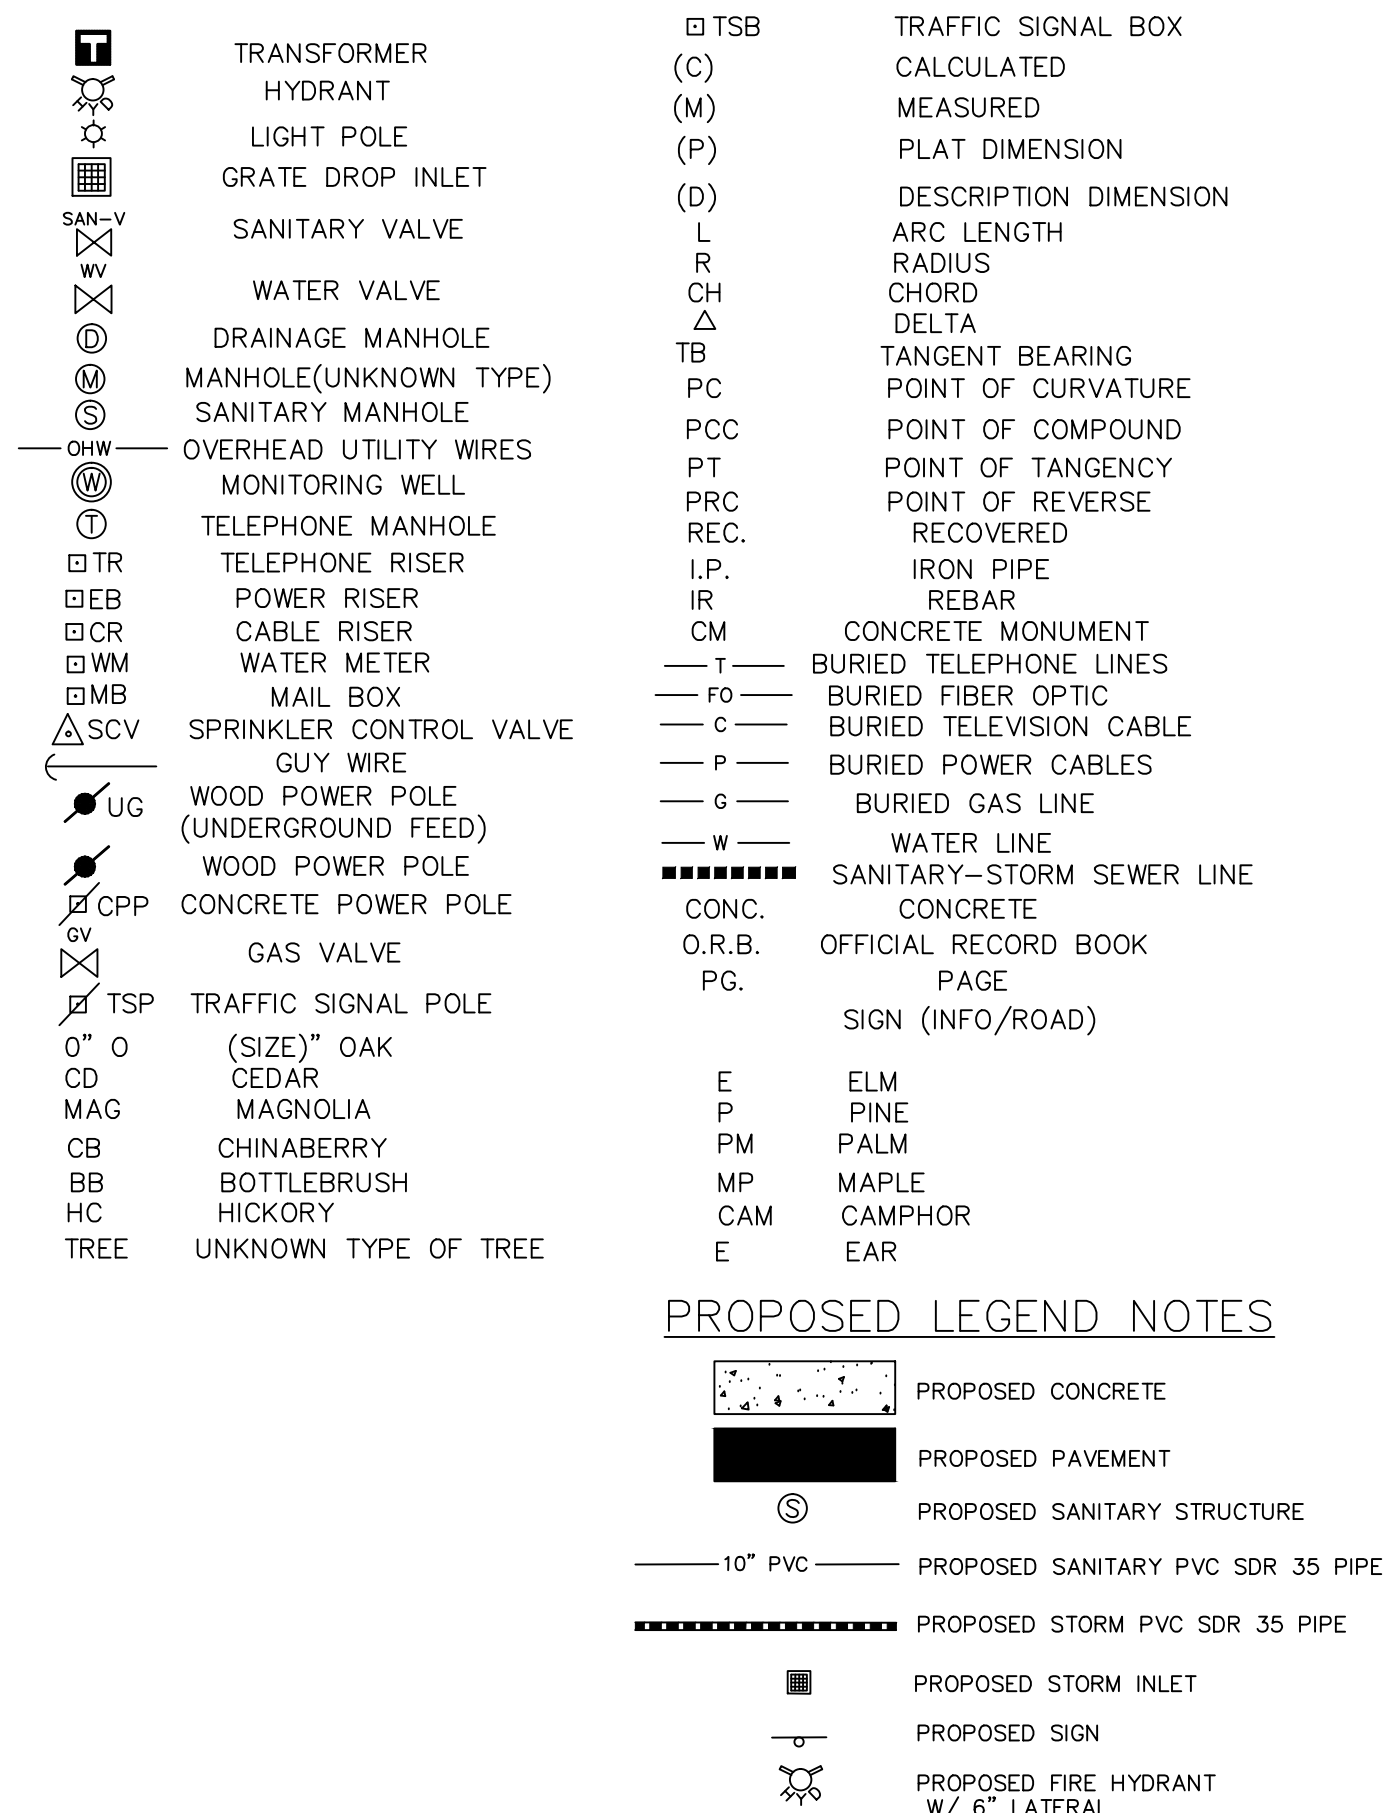 T TRANSFORMER
HYD HYDRANT
LIGHT POLE
GRATE DROP INLET
SAN-V
SANITARY VALVE
WV
WATER VALVE
D DRAINAGE MANHOLE
M MANHOLE(UNKNOWN TYPE)
S SANITARY MANHOLE
OHW OVERHEAD UTILITY WIRES
W MONITORING WELL
T TELEPHONE MANHOLE
TR TELEPHONE RISER
EB POWER RISER
CR CABLE RISER
WM WATER METER
MB MAIL BOX
SCV SPRINKLER CONTROL VALVE
GUY WIRE
UG WOOD POWER POLE
(UNDERGROUND FEED)
WOOD POWER POLE
CPP CONCRETE POWER POLE
GV
GAS VALVE
TSP TRAFFIC SIGNAL POLE
0" O (SIZE)" OAK
CD CEDAR
MAG MAGNOLIA
CB CHINABERRY
BB BOTTLEBRUSH
HC HICKORY
TREE UNKNOWN TYPE OF TREE
TSB TRAFFIC SIGNAL BOX
(C) CALCULATED
(M) MEASURED
(P) PLAT DIMENSION
(D) DESCRIPTION DIMENSION
L ARC LENGTH
R RADIUS
CH CHORD
△ DELTA
TB TANGENT BEARING
PC POINT OF CURVATURE
PCC POINT OF COMPOUND
PT POINT OF TANGENCY
PRC POINT OF REVERSE
REC. RECOVERED
I.P. IRON PIPE
IR REBAR
CM CONCRETE MONUMENT
T BURIED TELEPHONE LINES
FO BURIED FIBER OPTIC
C BURIED TELEVISION CABLE
P BURIED POWER CABLES
G BURIED GAS LINE
W WATER LINE
SANITARY-STORM SEWER LINE
CONC. CONCRETE
O.R.B. OFFICIAL RECORD BOOK
PG. PAGE
SIGN (INFO/ROAD)
E ELM
P PINE
PM PALM
MP MAPLE
CAM CAMPHOR
E EAR
PROPOSED LEGEND NOTES
PROPOSED CONCRETE
PROPOSED PAVEMENT
S PROPOSED SANITARY STRUCTURE
10" PVC PROPOSED SANITARY PVC SDR 35 PIPE
PROPOSED STORM PVC SDR 35 PIPE
PROPOSED STORM INLET
PROPOSED SIGN
HYD PROPOSED FIRE HYDRANT
W/ 6" LATERAL